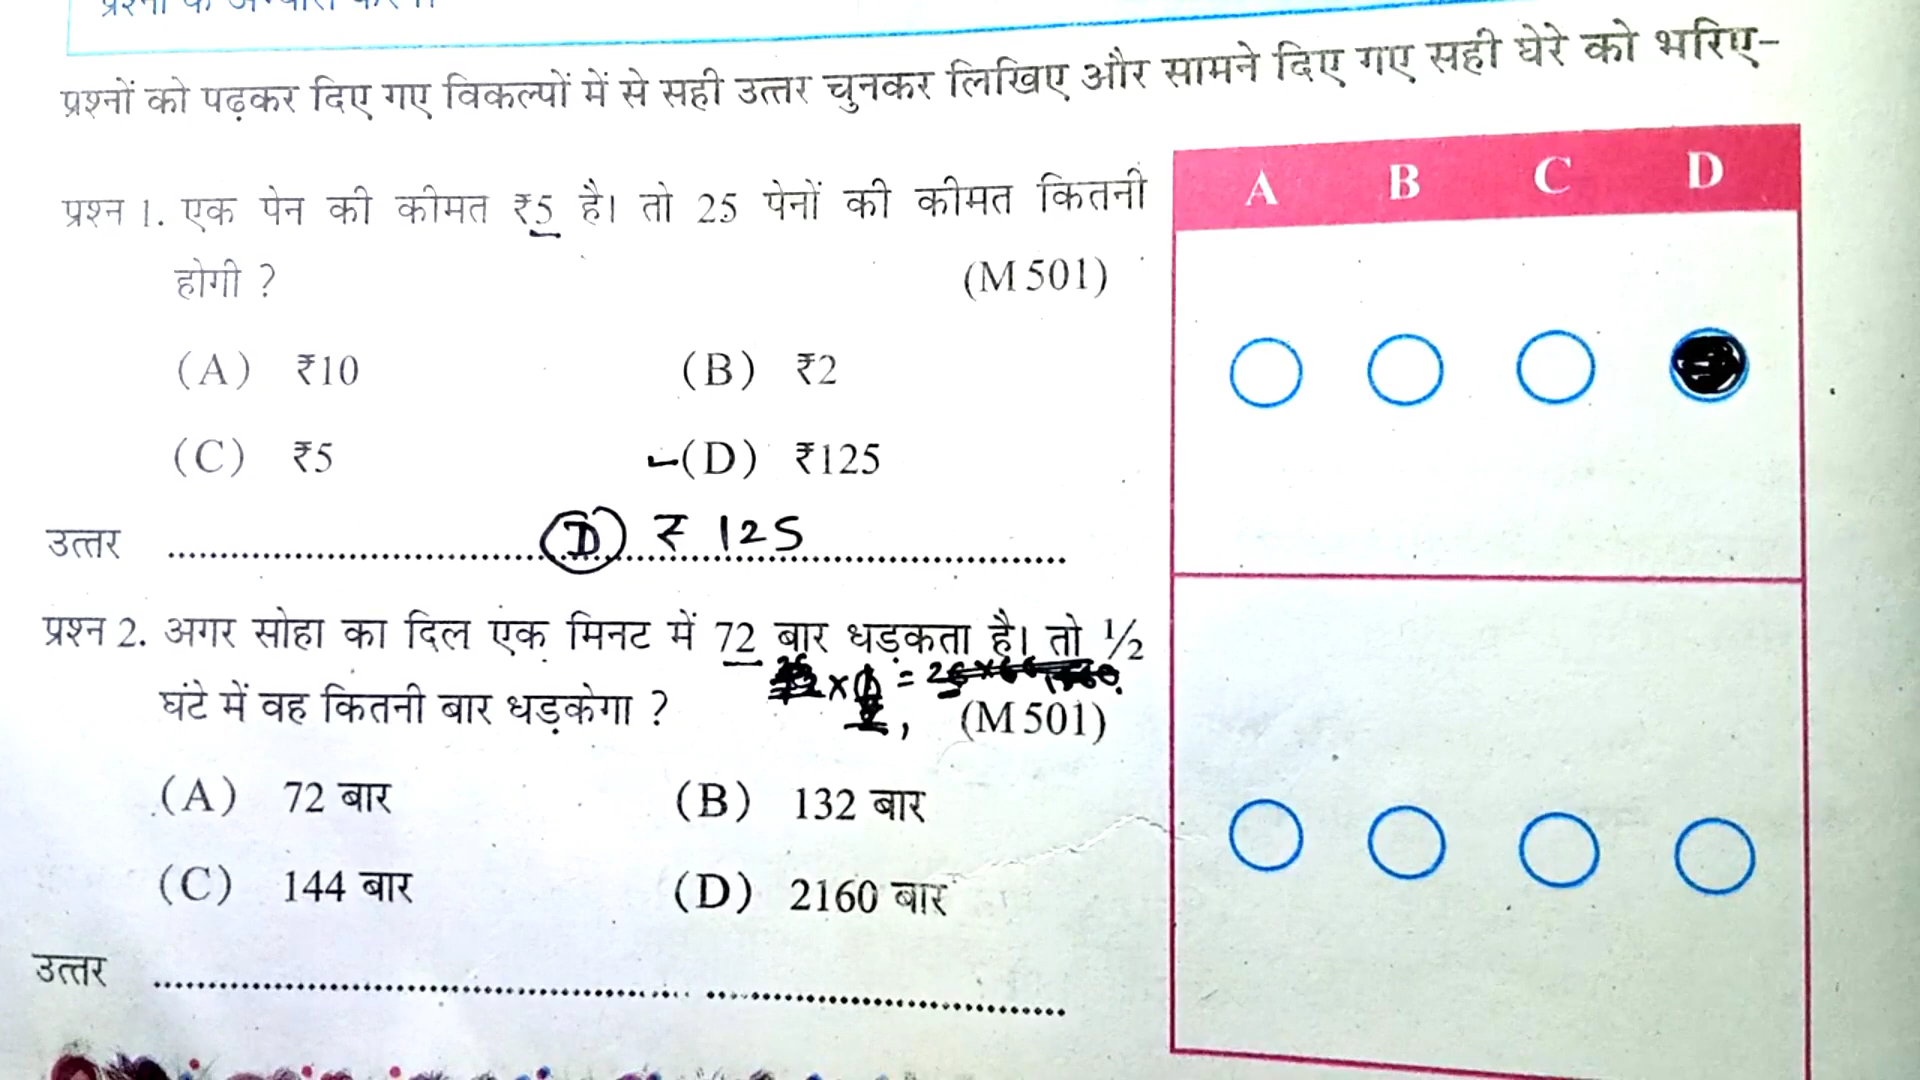 प्रश्नों को पढ़कर दिए गए विकल्पों में से सही उत्तर चुनकर लिखिए और सामने दिए गए सही घेरे को भरिए–
A B C D
प्रश्न 1. एक पेन की कीमत ₹5 है। तो 25 पेनों की कीमत कितनी
होगी ? (M 501)
(A) ₹10 (B) ₹2
(C) ₹5 (D) ₹125
उत्तर (D) ₹ 125
प्रश्न 2. अगर सोहा का दिल एक मिनट में 72 बार धड़कता है। तो ½
घंटे में वह कितनी बार धड़केगा ? (M 501)
(A) 72 बार (B) 132 बार
(C) 144 बार (D) 2160 बार
उत्तर